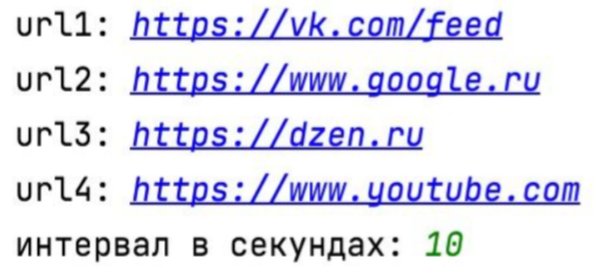 url1: https://vk.com/feed
url2: https://www.google.ru
url3: https://dzen.ru
url4: https://www.youtube.com
интервал в секундах: 10